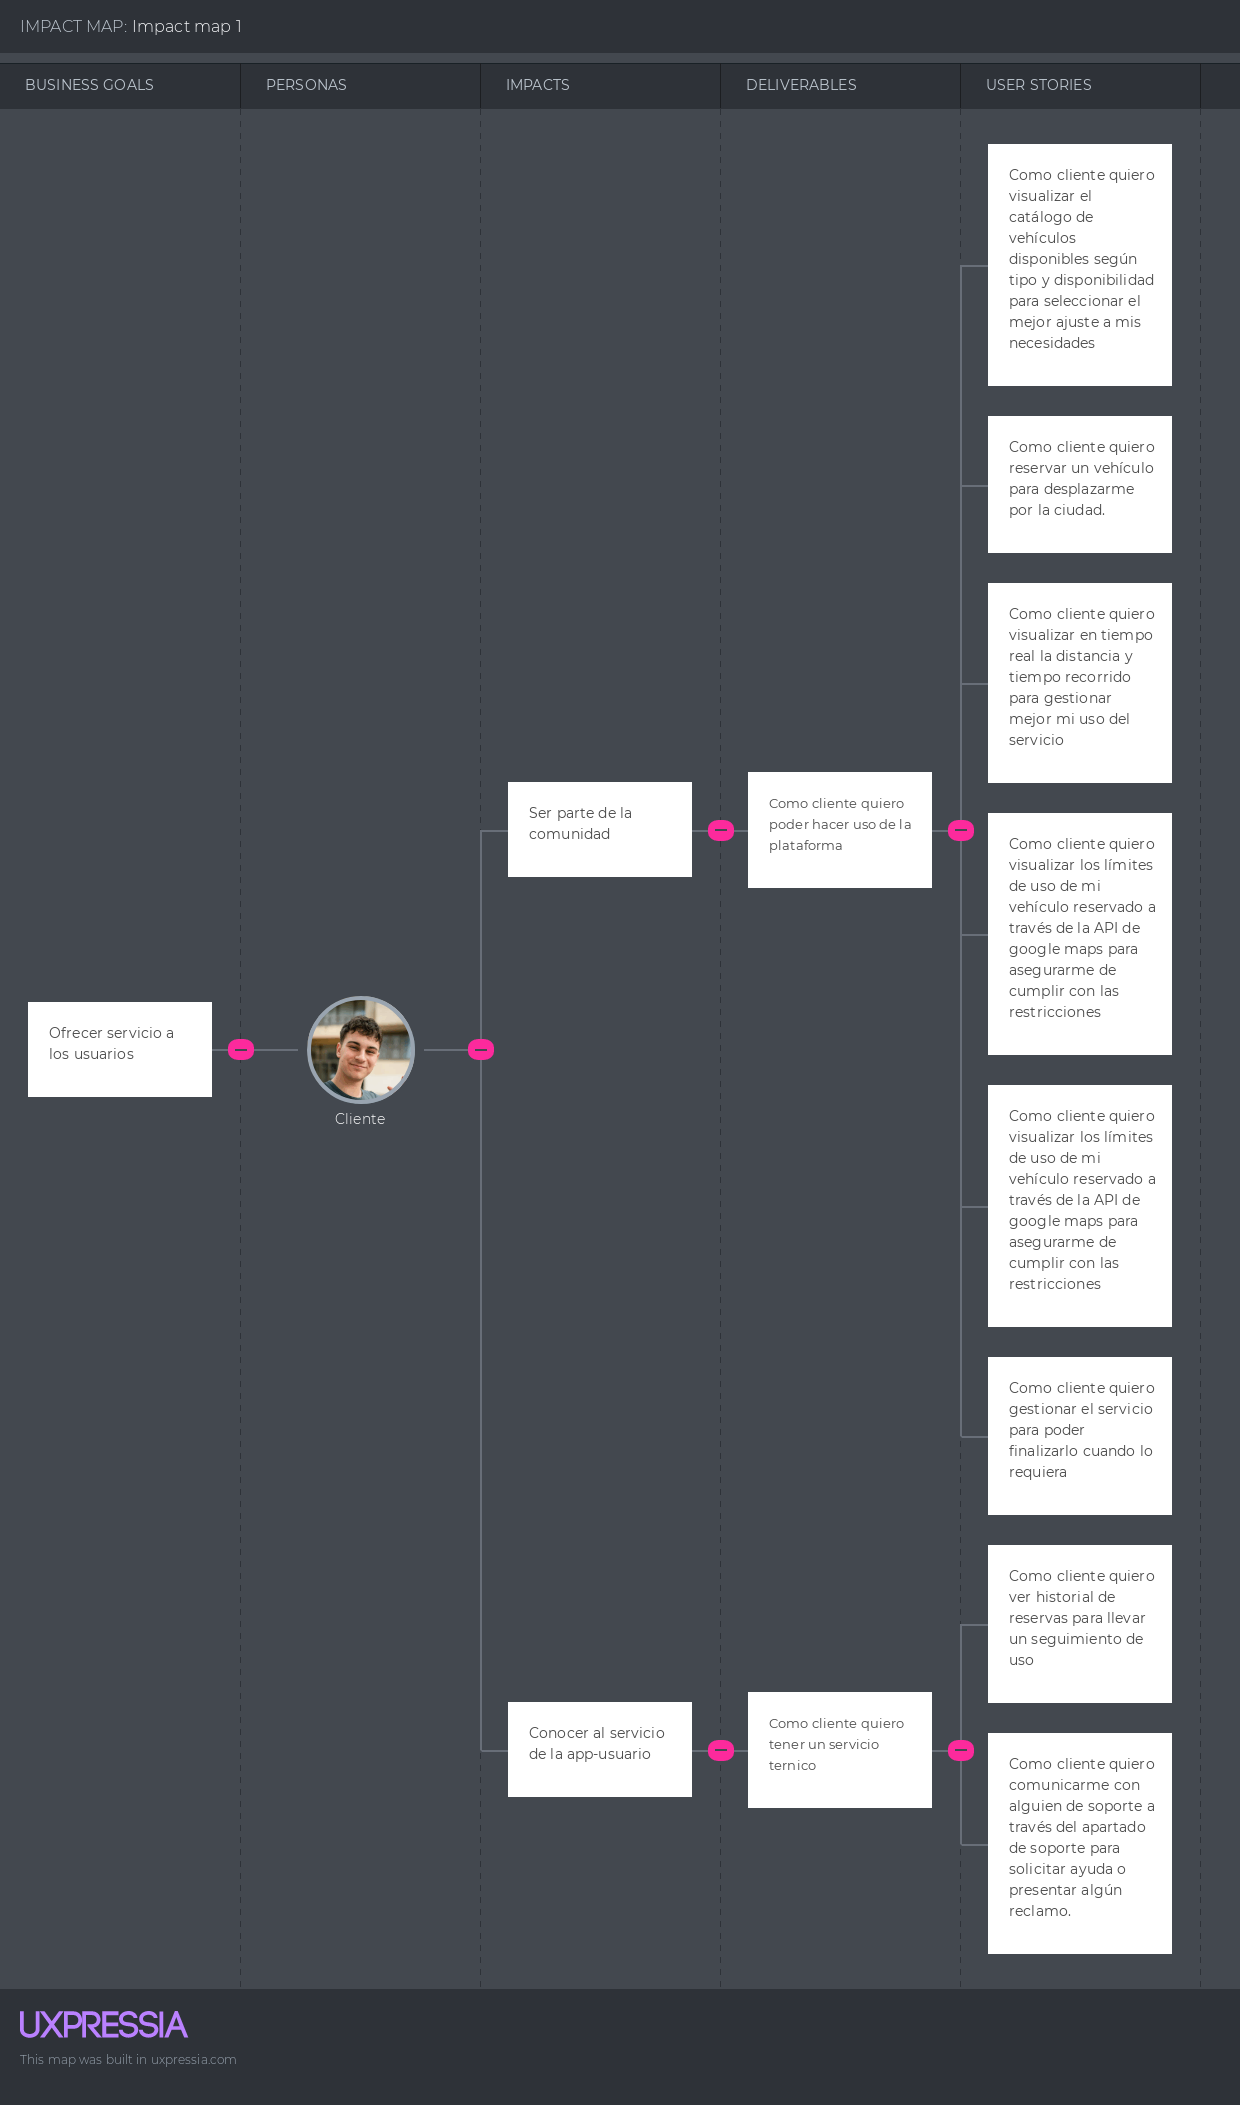 IMPACT MAP: Impact map 1
BUSINESS GOALS
PERSONAS
IMPACTS
DELIVERABLES
USER STORIES
Ofrecer servicio a
los usuarios
Cliente
Ser parte de la
comunidad
Como cliente quiero
poder hacer uso de la
plataforma
Como cliente quiero
visualizar el
catálogo de
vehículos
disponibles según
tipo y disponibilidad
para seleccionar el
mejor ajuste a mis
necesidades
Como cliente quiero
reservar un vehículo
para desplazarme
por la ciudad.
Como cliente quiero
visualizar en tiempo
real la distancia y
tiempo recorrido
para gestionar
mejor mi uso del
servicio
Como cliente quiero
visualizar los límites
de uso de mi
vehículo reservado a
través de la API de
google maps para
asegurarme de
cumplir con las
restricciones
Como cliente quiero
visualizar los límites
de uso de mi
vehículo reservado a
través de la API de
google maps para
asegurarme de
cumplir con las
restricciones
Como cliente quiero
gestionar el servicio
para poder
finalizarlo cuando lo
requiera
Conocer al servicio
de la app-usuario
Como cliente quiero
tener un servicio
ternico
Como cliente quiero
ver historial de
reservas para llevar
un seguimiento de
uso
Como cliente quiero
comunicarme con
alguien de soporte a
través del apartado
de soporte para
solicitar ayuda o
presentar algún
reclamo.
UXPRESSIA
This map was built in uxpressia.com